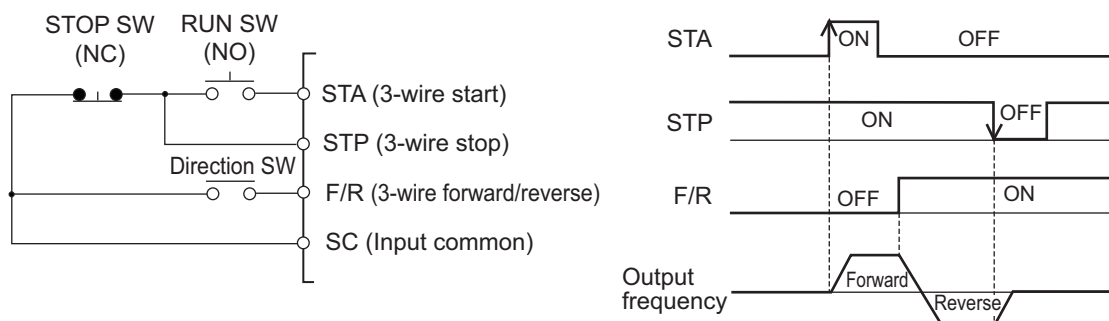 STOP SW
(NC)
RUN SW
(NO)
STA (3-wire start)
STP (3-wire stop)
Direction SW
F/R (3-wire forward/reverse)
SC (Input common)
STA
ON
OFF
STP
ON
OFF
F/R
OFF
ON
Output
frequency
Forward
Reverse